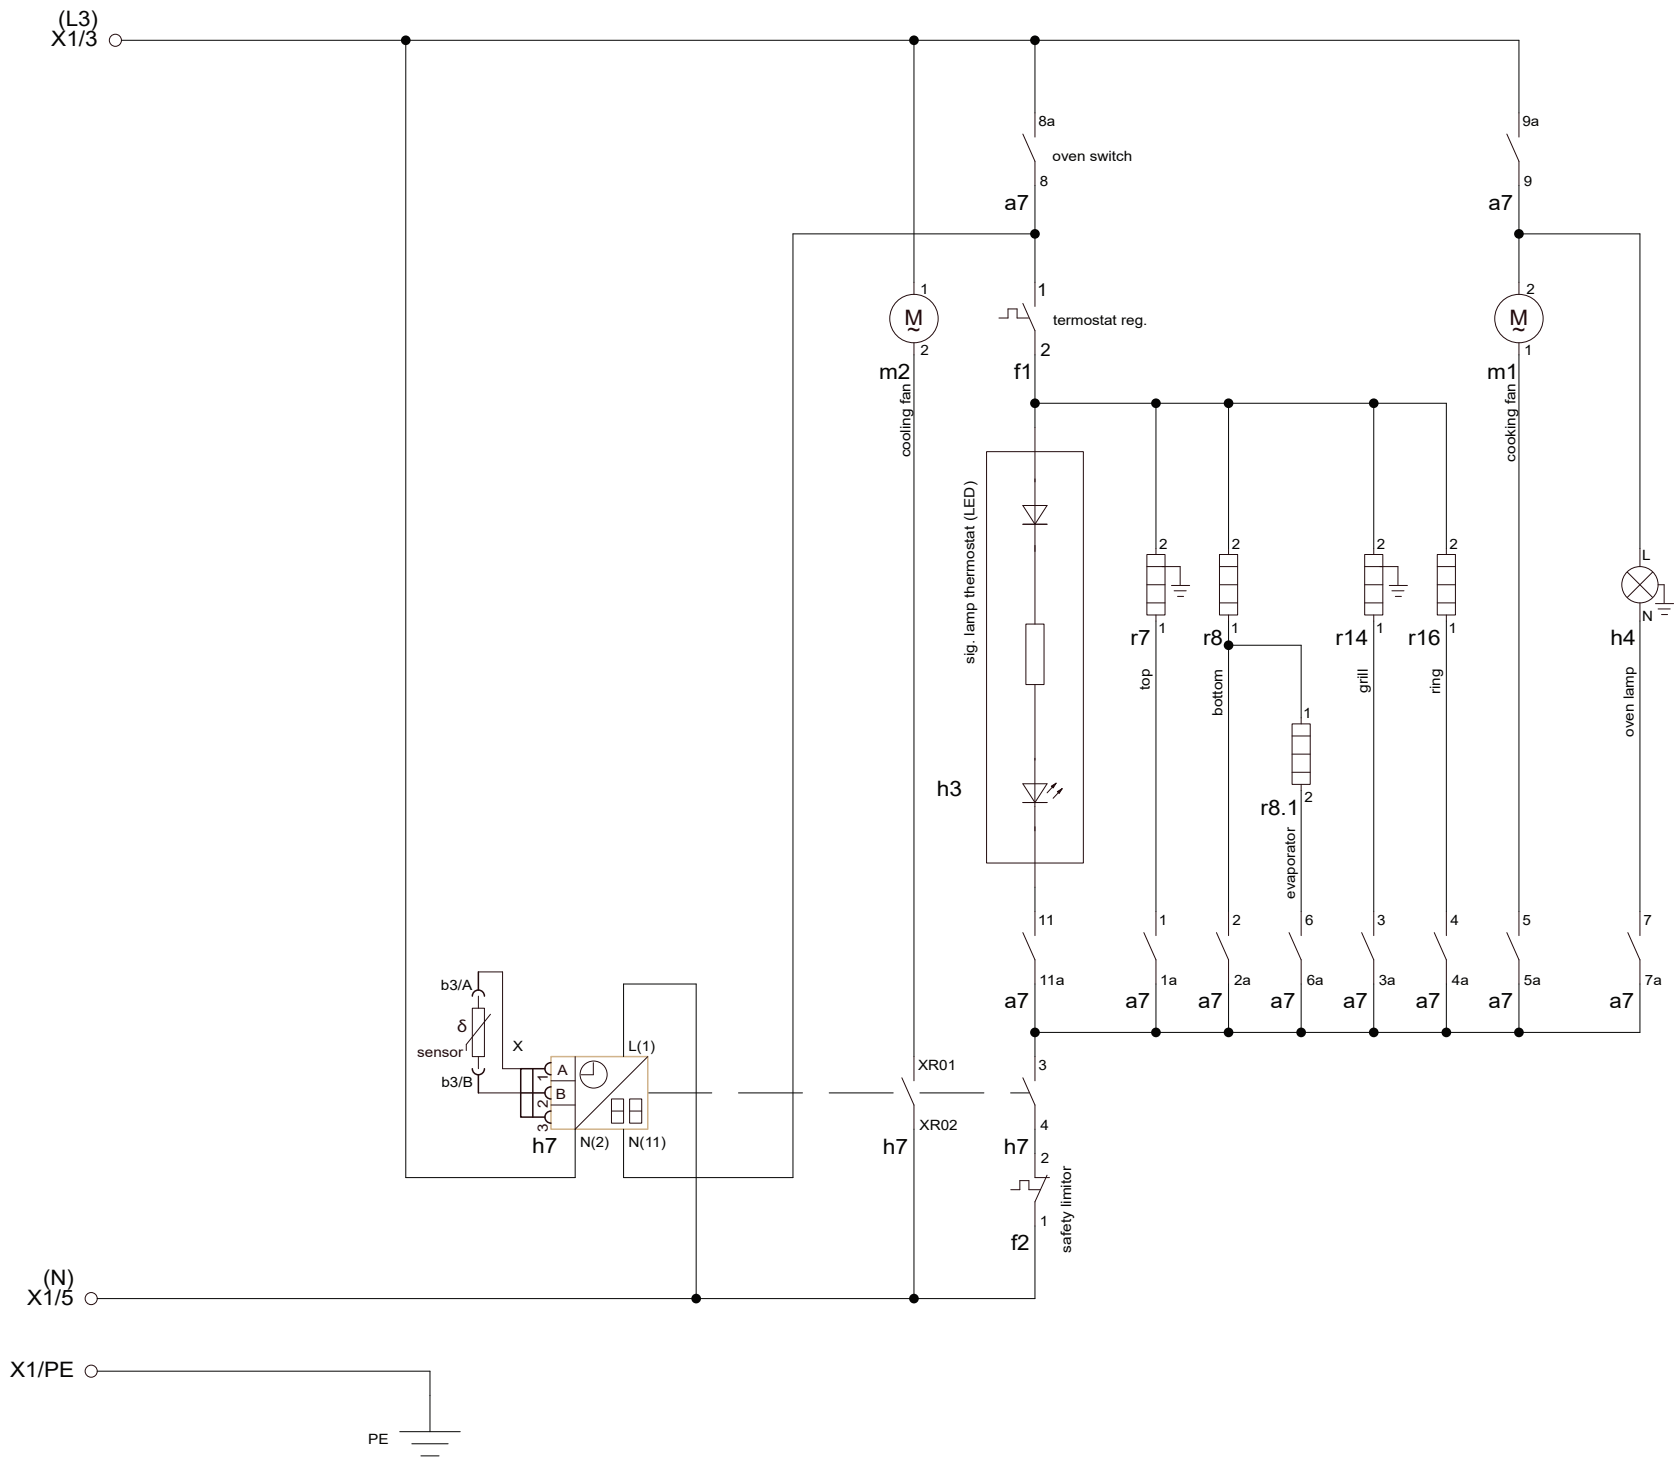 (L3)
X1/3
8a
oven switch
8
a7
9a
9
a7
1
M
~
2
m2
cooling fan
1
termostat reg.
2
f1
2
M
~
1
m1
cooking fan
sig. lamp thermostat (LED)
h3
2
r7
1
top
2
r8
1
bottom
1
r8.1
2
evaporator
2
r14
1
grill
2
r16
1
ring
L
N
h4
oven lamp
11
11a
a7
1
1a
a7
2
2a
a7
6
6a
a7
3
3a
a7
4
4a
a7
5
5a
a7
7
7a
a7
b3/A
δ
sensor
b3/B
X
L(1)
A
1
B
2
3
h7
N(2)
N(11)
XR01
XR02
h7
3
4
h7
2
1
f2
safety limitor
(N)
X1/5
X1/PE
PE